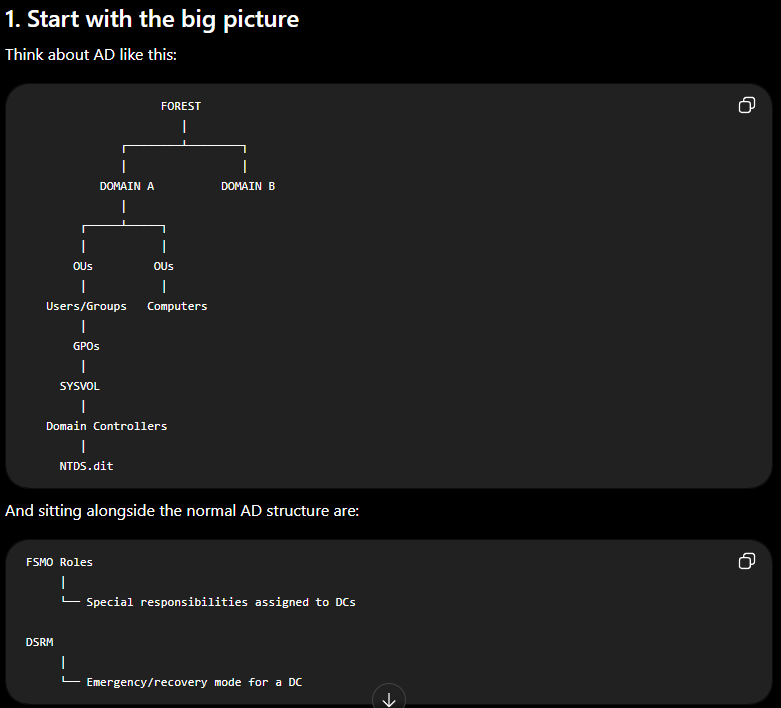 1. Start with the big picture
Think about AD like this:
FOREST
DOMAIN A DOMAIN B
OUs OUs
Users/Groups Computers
GPOs
SYSVOL
Domain Controllers
NTDS.dit
And sitting alongside the normal AD structure are:
FSMO Roles
Special responsibilities assigned to DCs
DSRM
Emergency/recovery mode for a DC